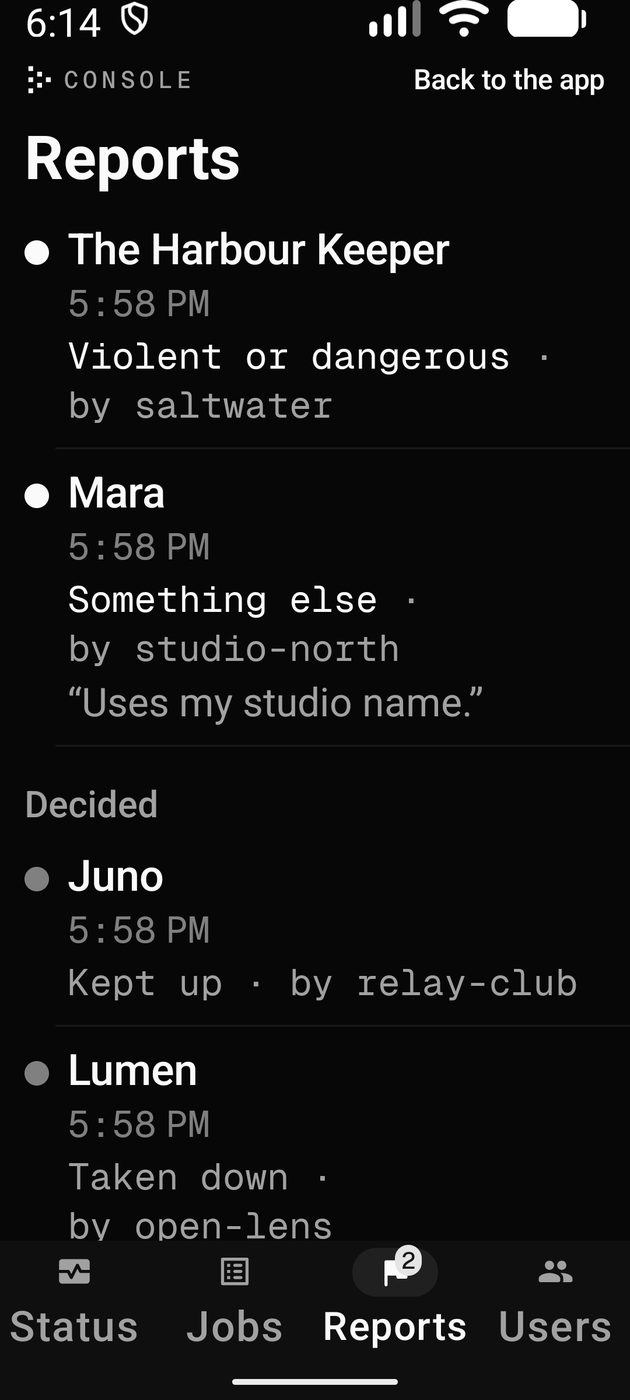 6:14
CONSOLE
Back to the app
Reports
The Harbour Keeper
5:58 PM
Violent or dangerous ·
by saltwater
Mara
5:58 PM
Something else ·
by studio-north
“Uses my studio name.”
Decided
Juno
5:58 PM
Kept up · by relay-club
Lumen
5:58 PM
Taken down ·
by open-lens
2
Status Jobs Reports Users